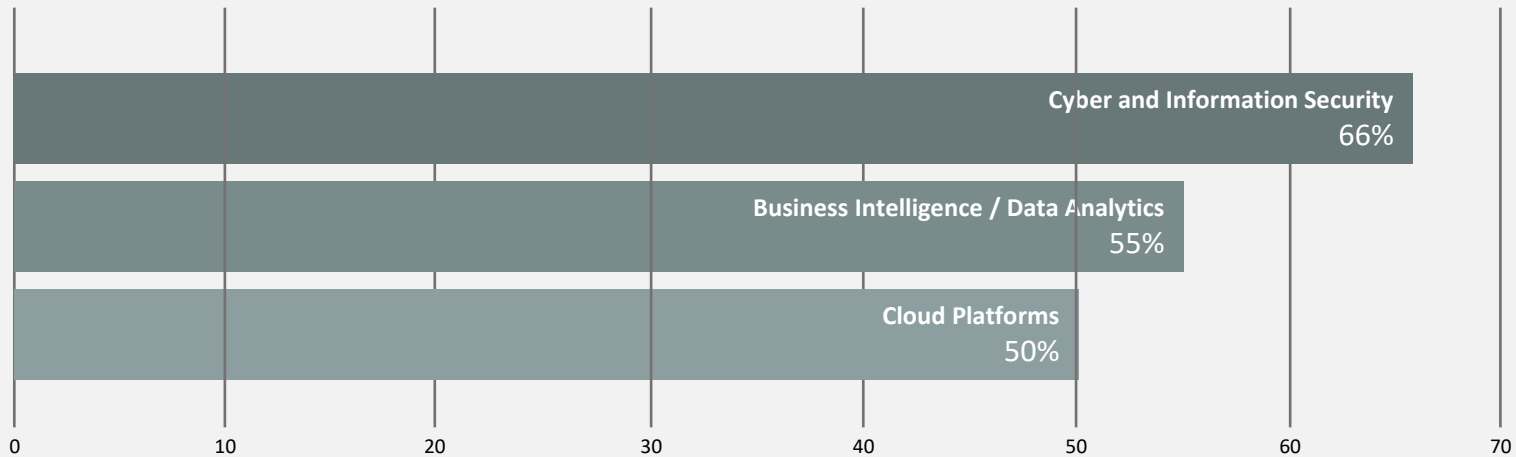 Cyber and Information Security
66%
Business Intelligence / Data Analytics
55%
Cloud Platforms
50%
0 10 20 30 40 50 60 70